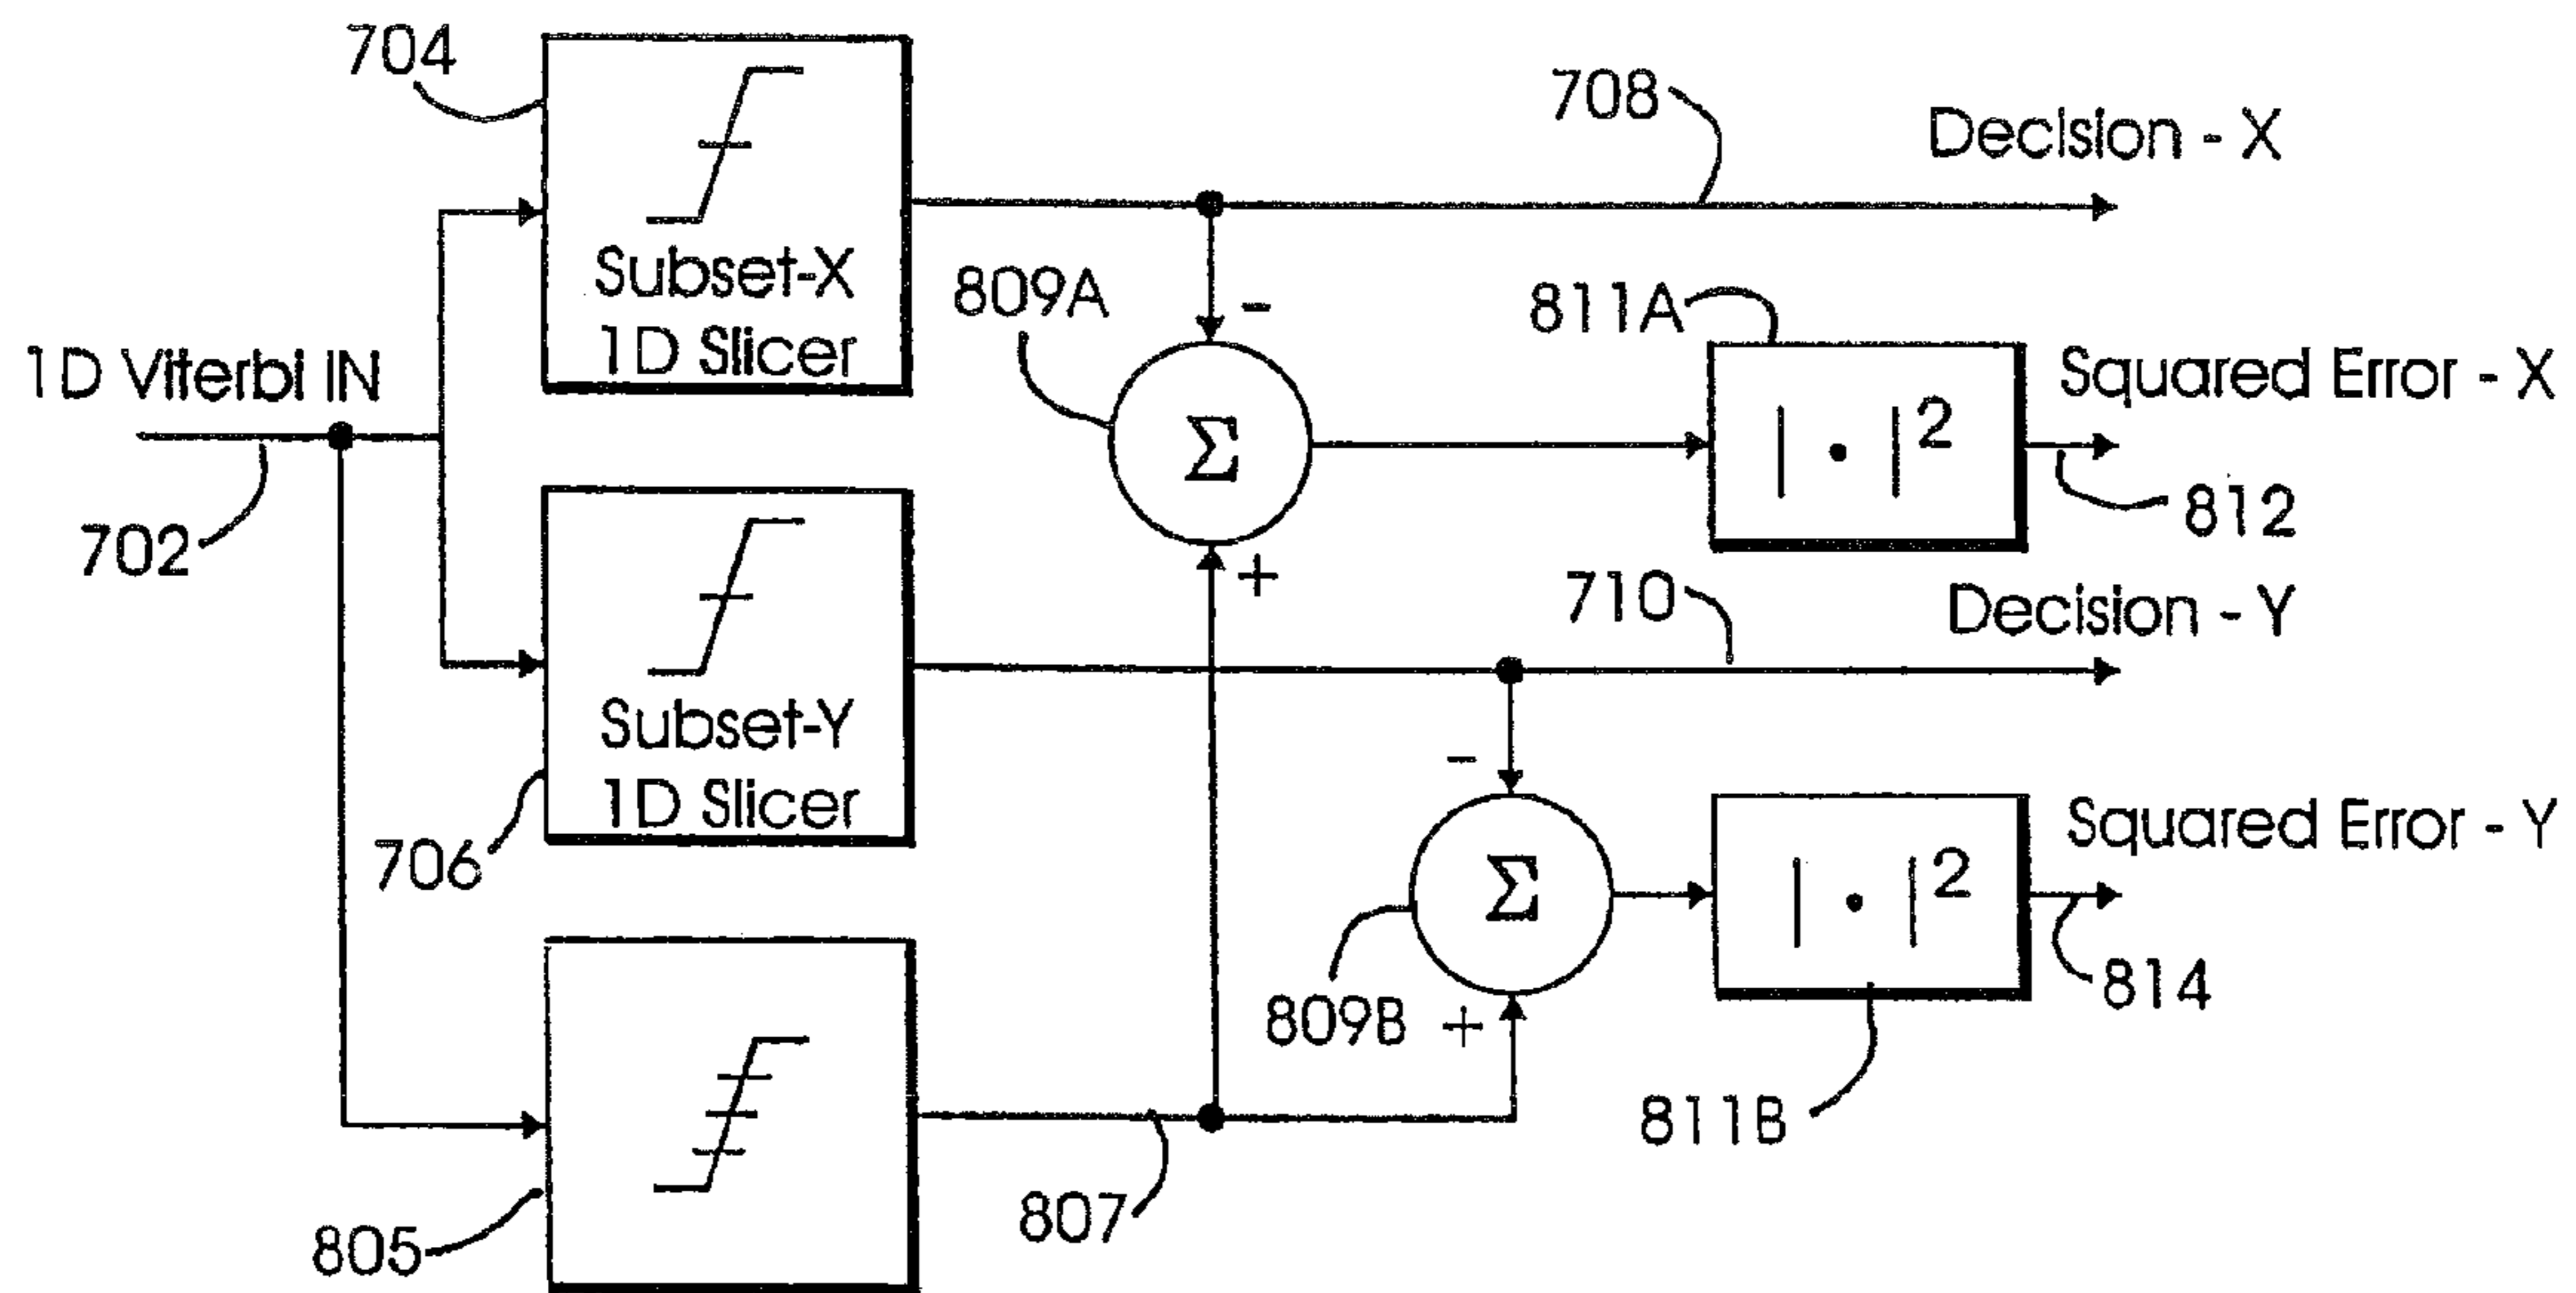 704
708
Decision - X
Subset-X
1D Slicer
809A
-
811A
1D Viterbi IN
Σ
| • |²
Squared Error - X
812
702
+
710
Decision - Y
Subset-Y
1D Slicer
706
-
Σ
| • |²
Squared Error - Y
809B
+
814
811B
807
805